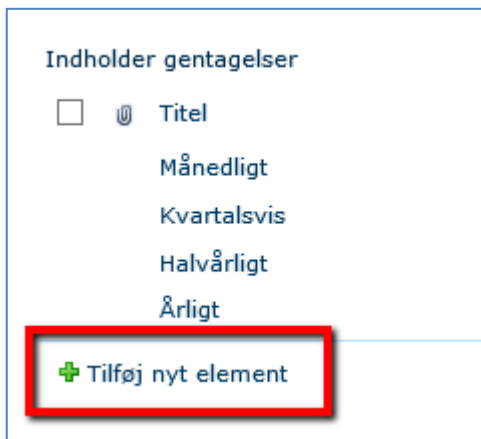 Indholder gentagelser
Titel
Månedligt
Kvartalsvis
Halvårligt
Årligt
Tilføj nyt element